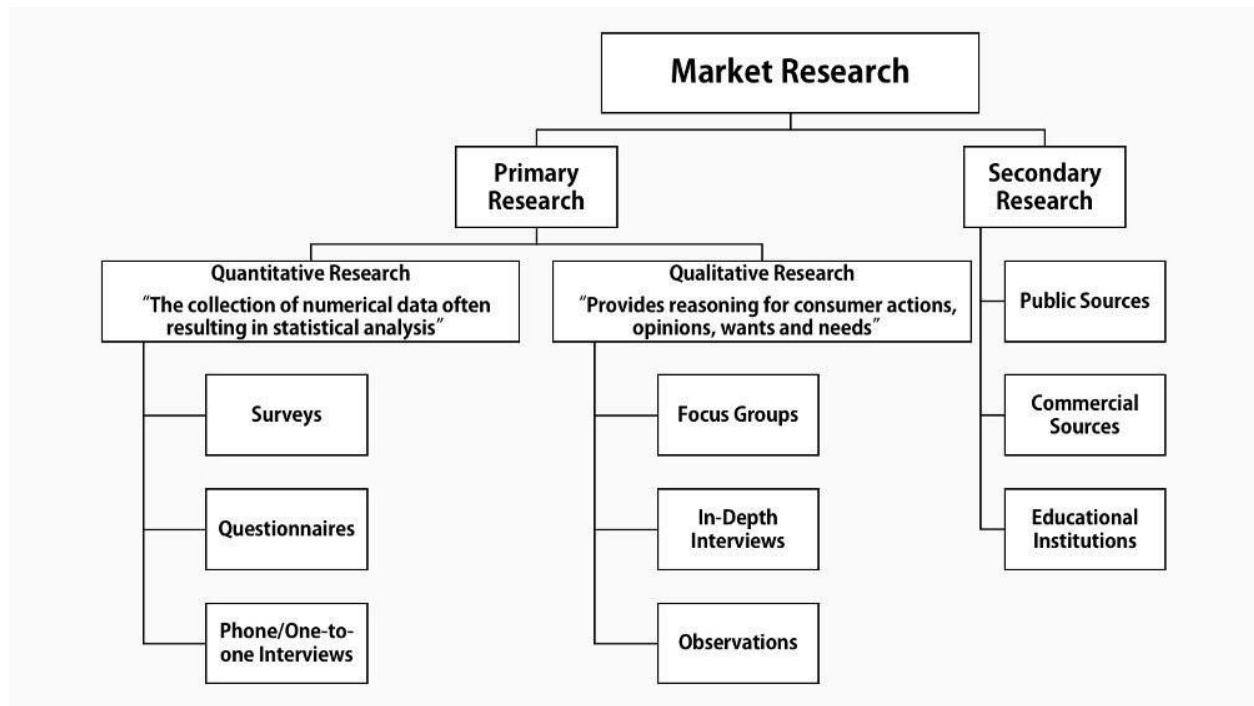 Market Research
Primary
Research
Secondary
Research
Quantitative Research
"The collection of numerical data often
resulting in statistical analysis"
Qualitative Research
"Provides reasoning for consumer actions,
opinions, wants and needs"
Public Sources
Surveys
Focus Groups
Commercial
Sources
Questionnaires
In-Depth
Interviews
Educational
Institutions
Phone/One-to-
one Interviews
Observations